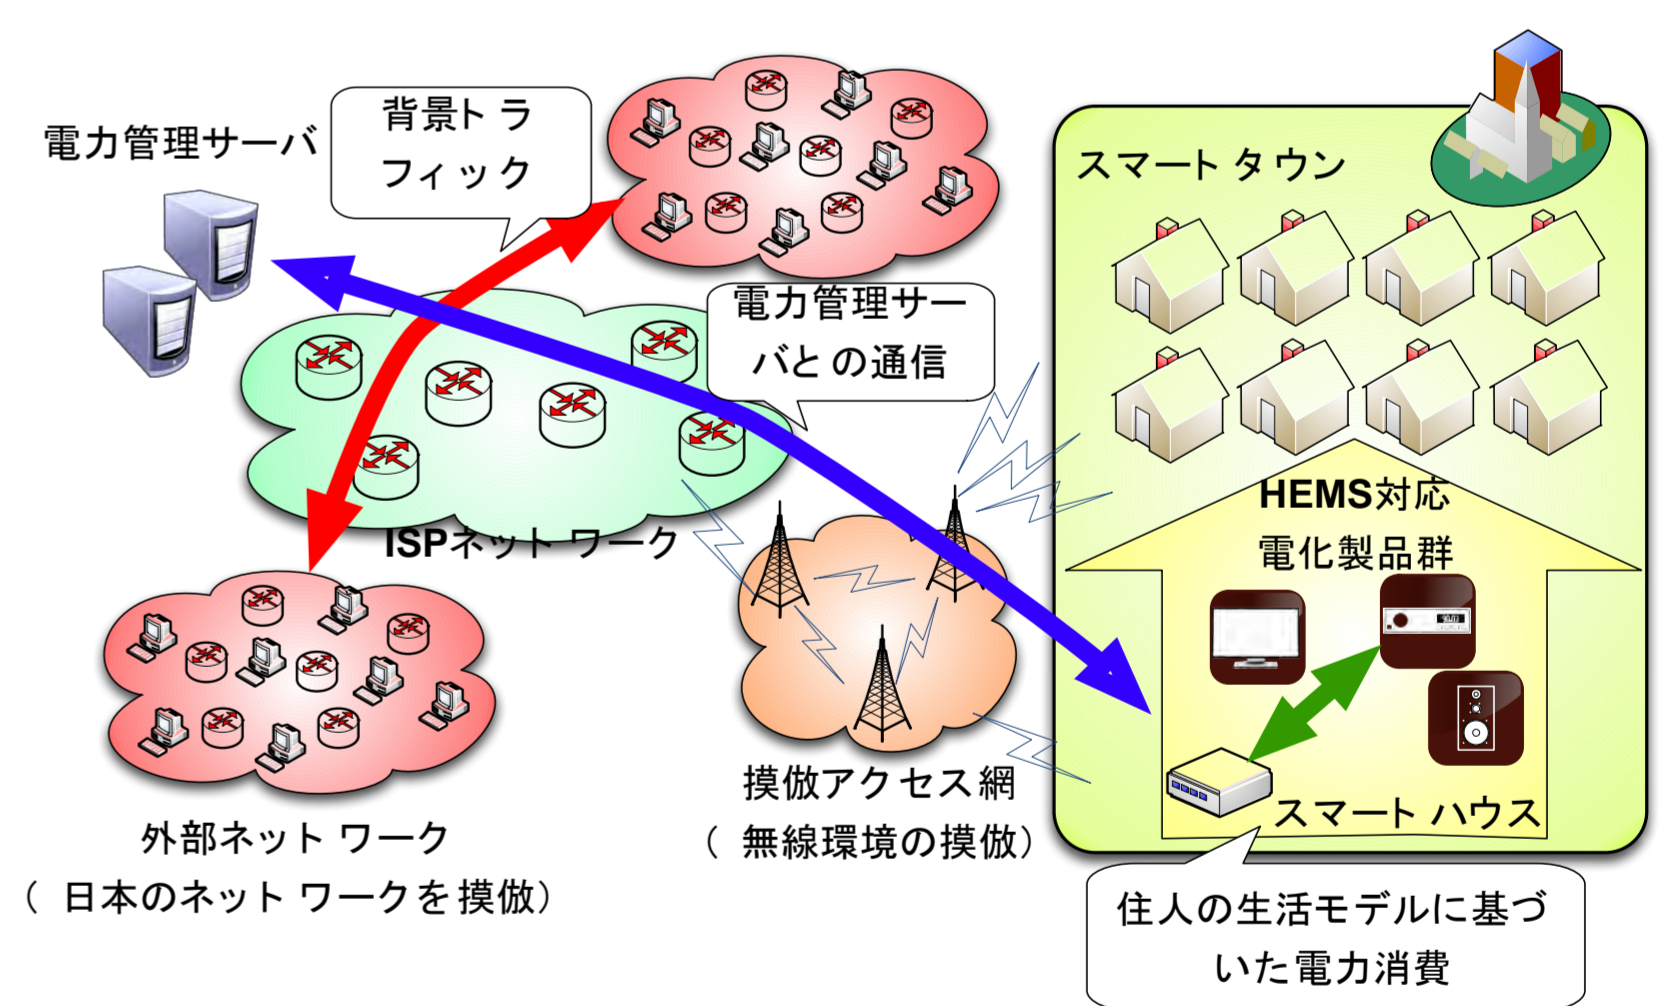 電力管理サーバ
背景トラ
フィック
電力管理サー
バとの通信
ISPネットワーク
外部ネットワーク
(日本のネットワークを摸倣)
摸倣アクセス網
(無線環境の摸倣)
スマートタウン
HEMS対応
電化製品群
スマートハウス
住人の生活モデルに基づ
いた電力消費